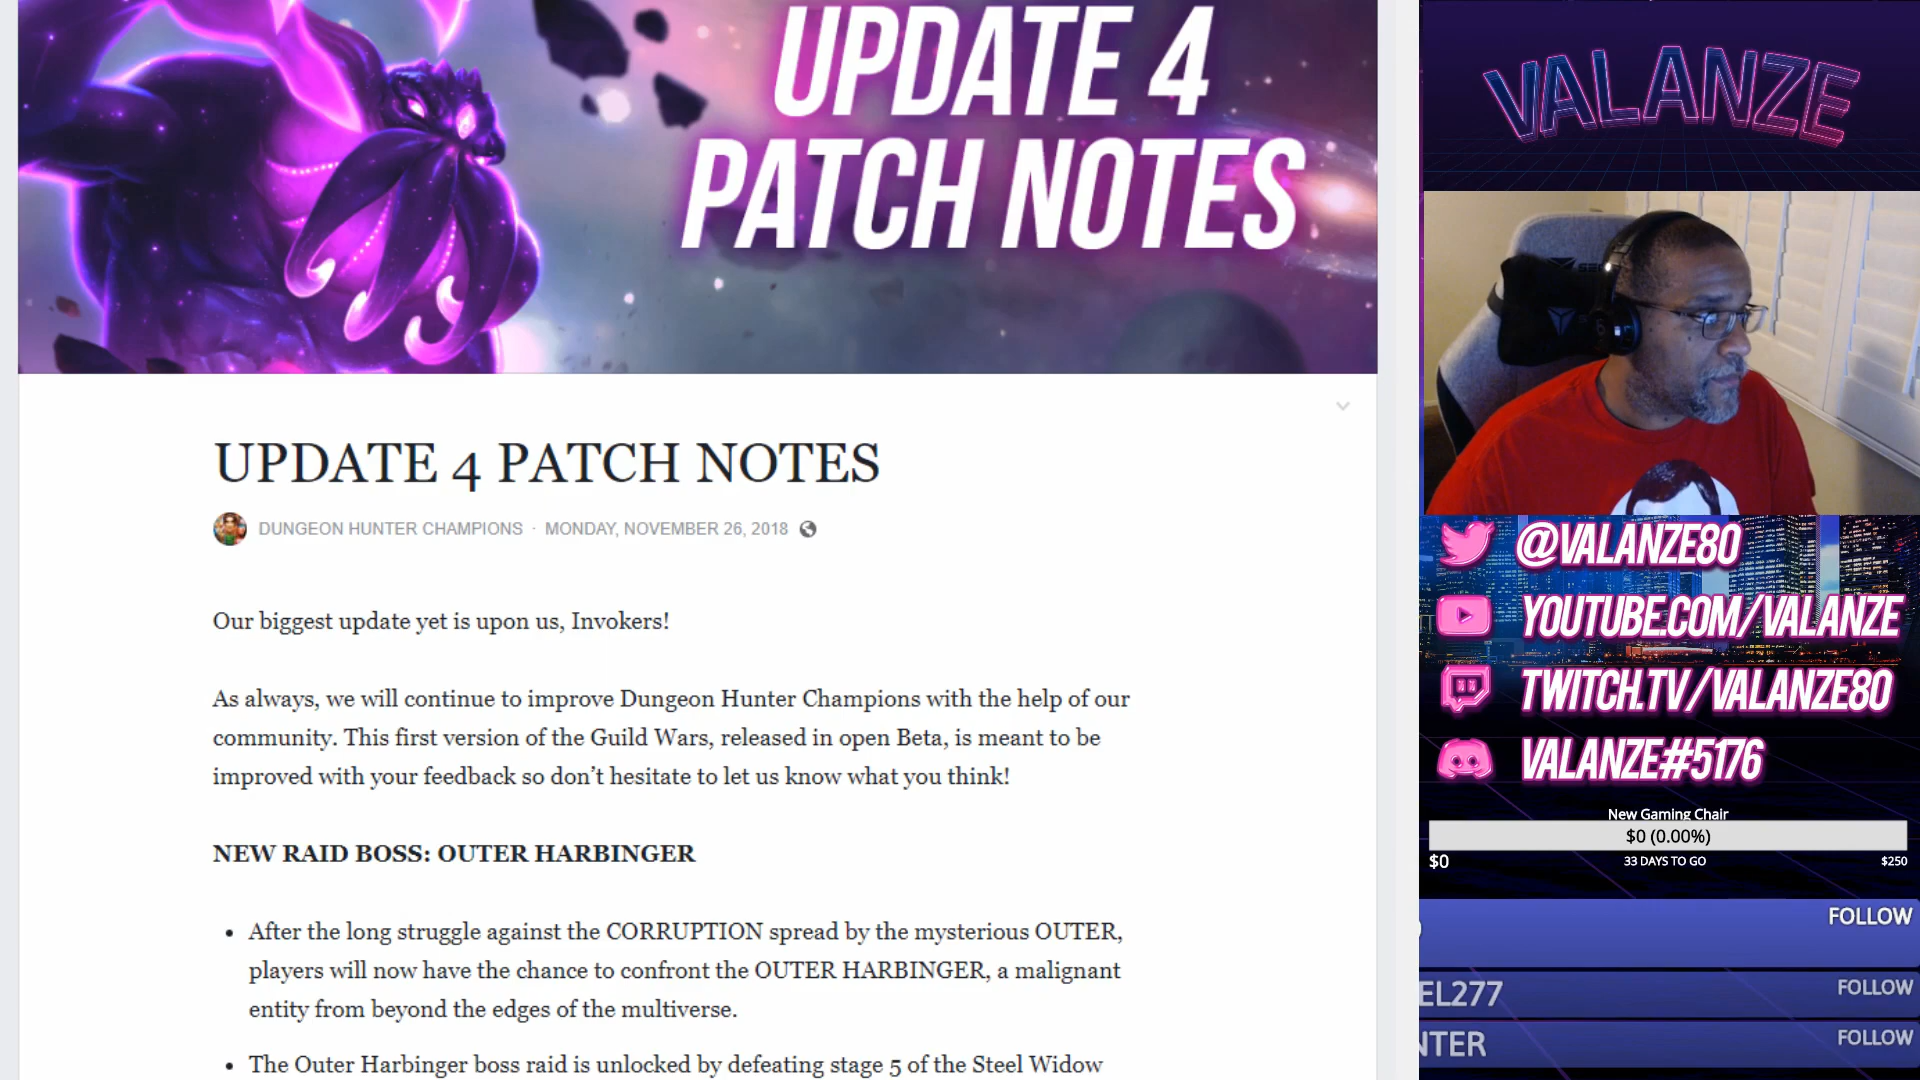 UPDATE 4
PATCH NOTES
UPDATE 4 PATCH NOTES
DUNGEON HUNTER CHAMPIONS · MONDAY, NOVEMBER 26, 2018
Our biggest update yet is upon us, Invokers!
As always, we will continue to improve Dungeon Hunter Champions with the help of our
community. This first version of the Guild Wars, released in open Beta, is meant to be
improved with your feedback so don’t hesitate to let us know what you think!
NEW RAID BOSS: OUTER HARBINGER
• After the long struggle against the CORRUPTION spread by the mysterious OUTER,
players will now have the chance to confront the OUTER HARBINGER, a malignant
entity from beyond the edges of the multiverse.
• The Outer Harbinger boss raid is unlocked by defeating stage 5 of the Steel Widow
VALANZE
@VALANZE80
YOUTUBE.COM/VALANZE
TWITCH.TV/VALANZE80
VALANZE#5176
New Gaming Chair
$0 (0.00%)
$0 33 DAYS TO GO $250
FOLLOW
EL277 FOLLOW
NTER FOLLOW